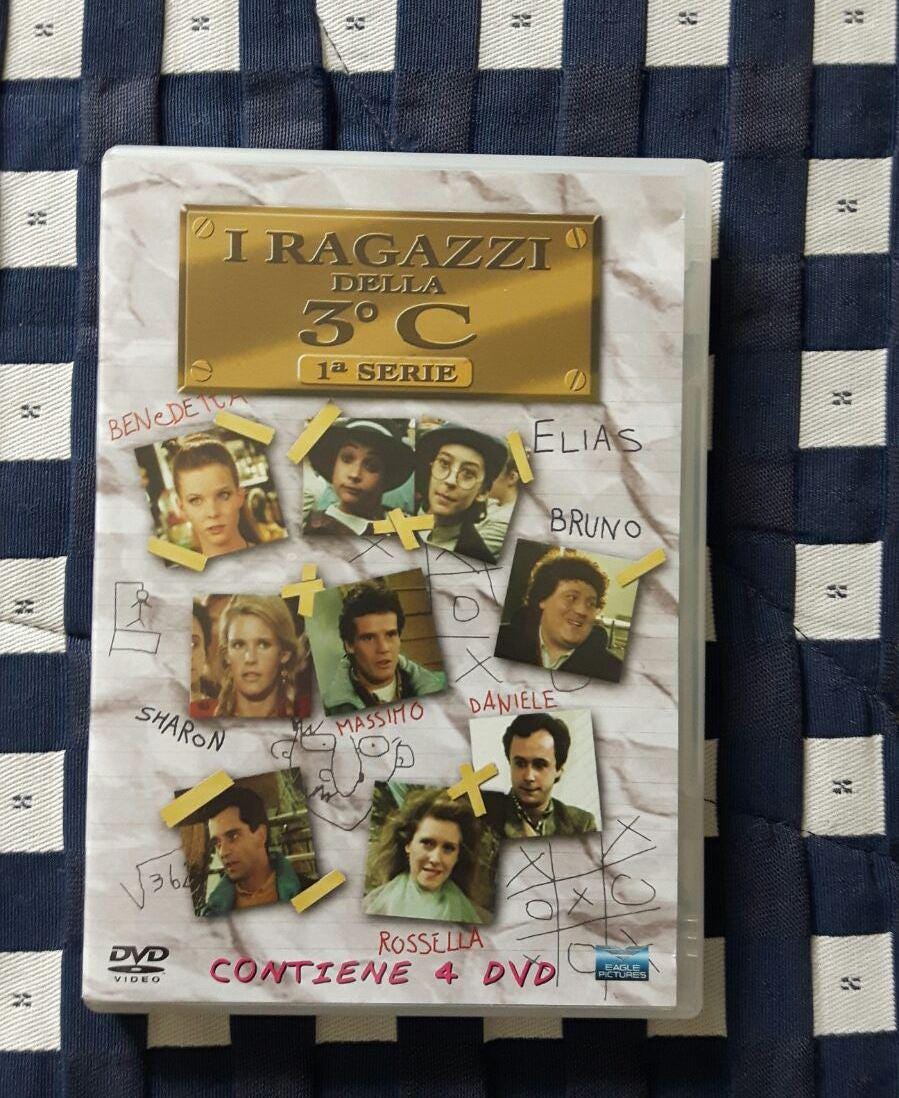 I RAGAZZI
DELLA
3° C
1ª SERIE
BENeDETTA
ELIAS
BRUNO
SHARON
MASSIMO
DANIELE
ROSSELLA
CONTIENE 4 DVD
DVD
VIDEO
EAGLE
PICTURES